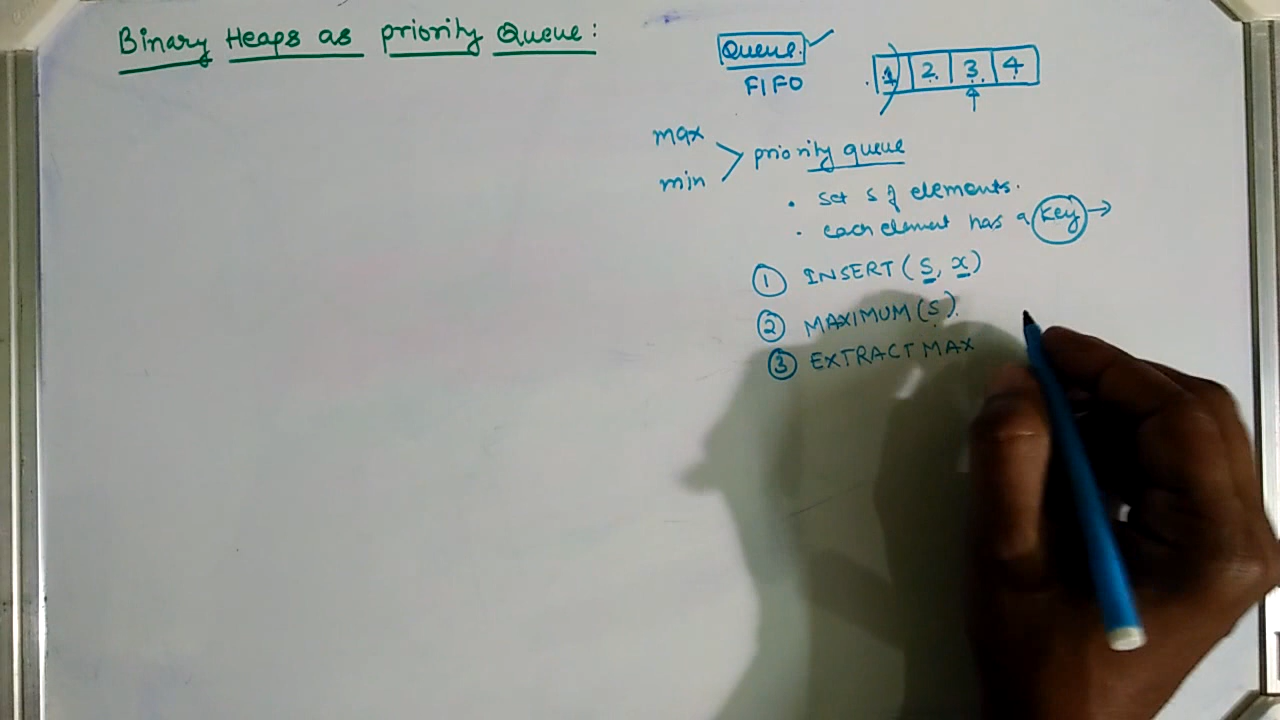 Binary Heaps as priority Queue:
Queue.
FIFO
1 2 3 4
max
min
priority queue
. set s of elements.
. each element has a key →
① INSERT(S, x)
② MAXIMUM(S).
③ EXTRACT MAX